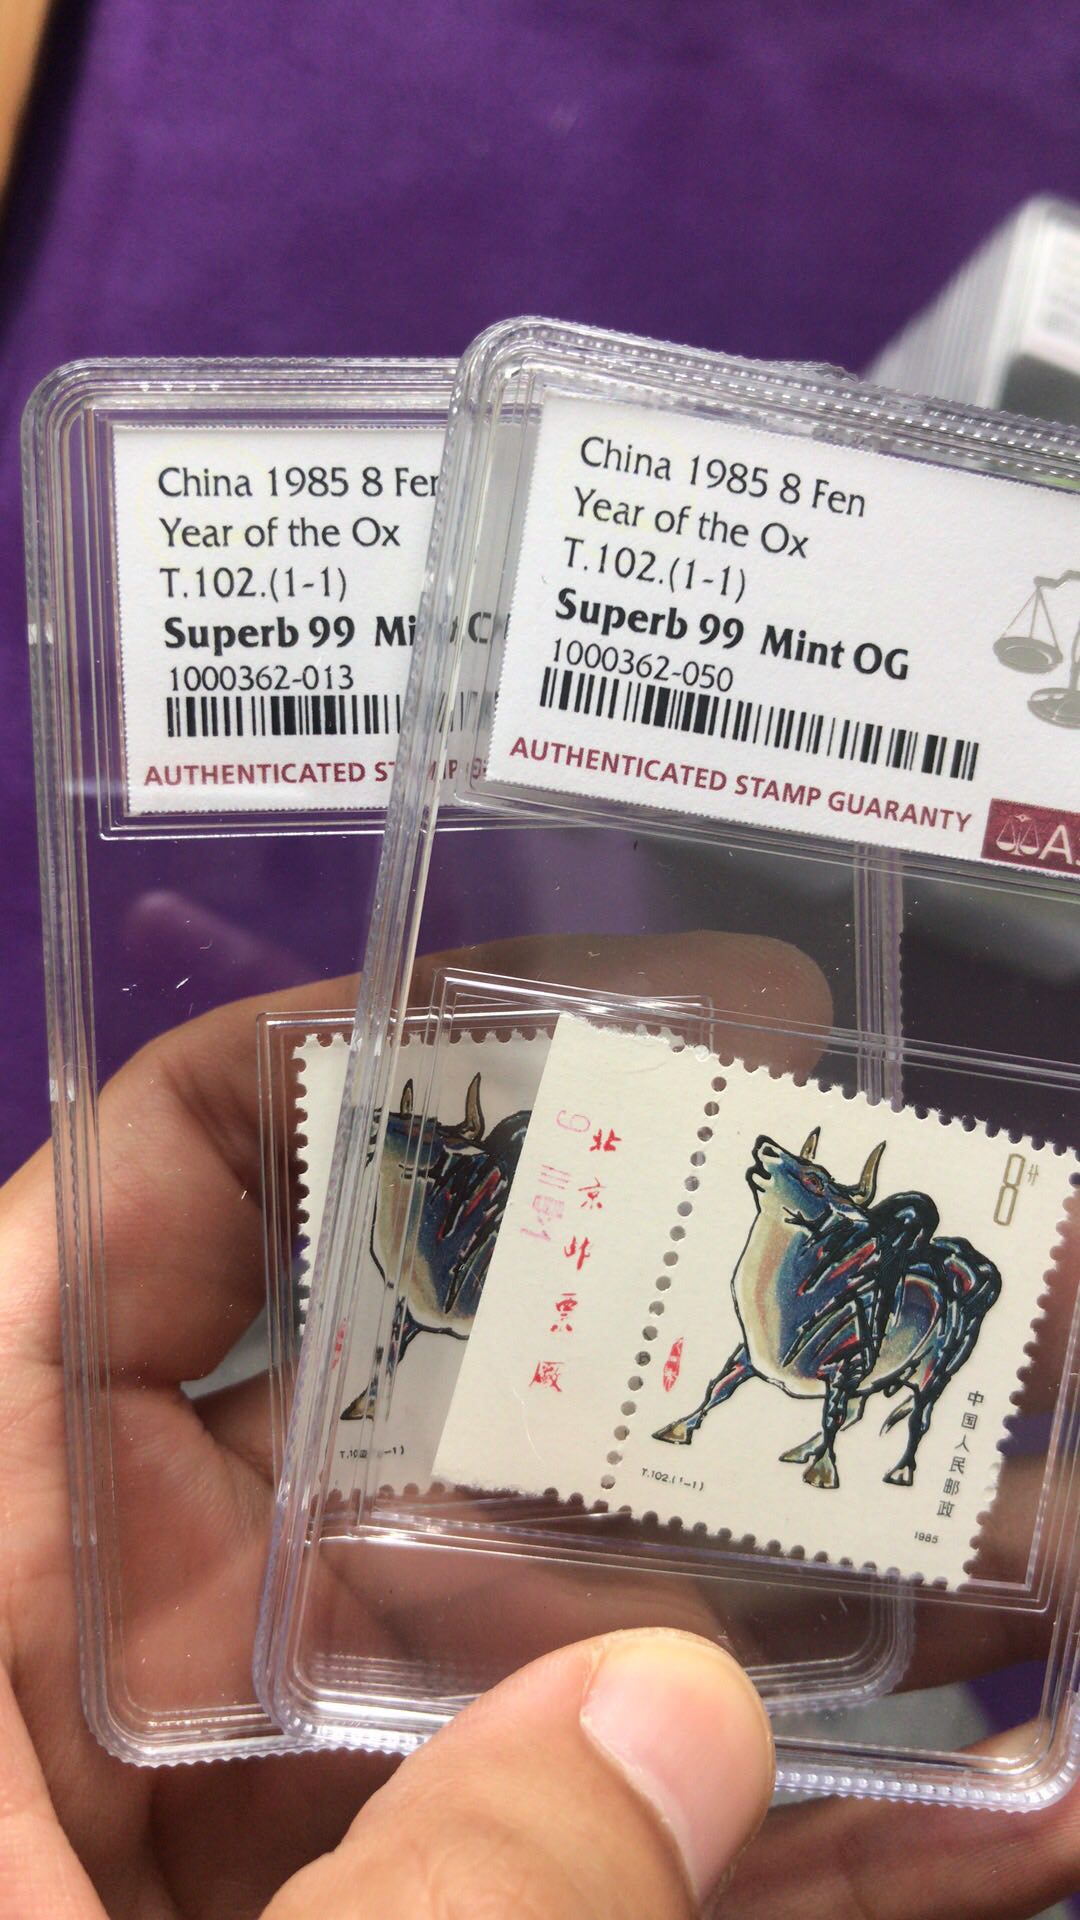 China 1985 8 Fen
Year of the Ox
T.102.(1-1)
Superb 99
1000362-013
AUTHENTICATED
China 1985 8 Fen
Year of the Ox
T.102.(1-1)
Superb 99 Mint OG
1000362-050
AUTHENTICATED STAMP GUARANTY
北京邮票厂
8分
中国人民邮政
T.102.(1-1)
1985